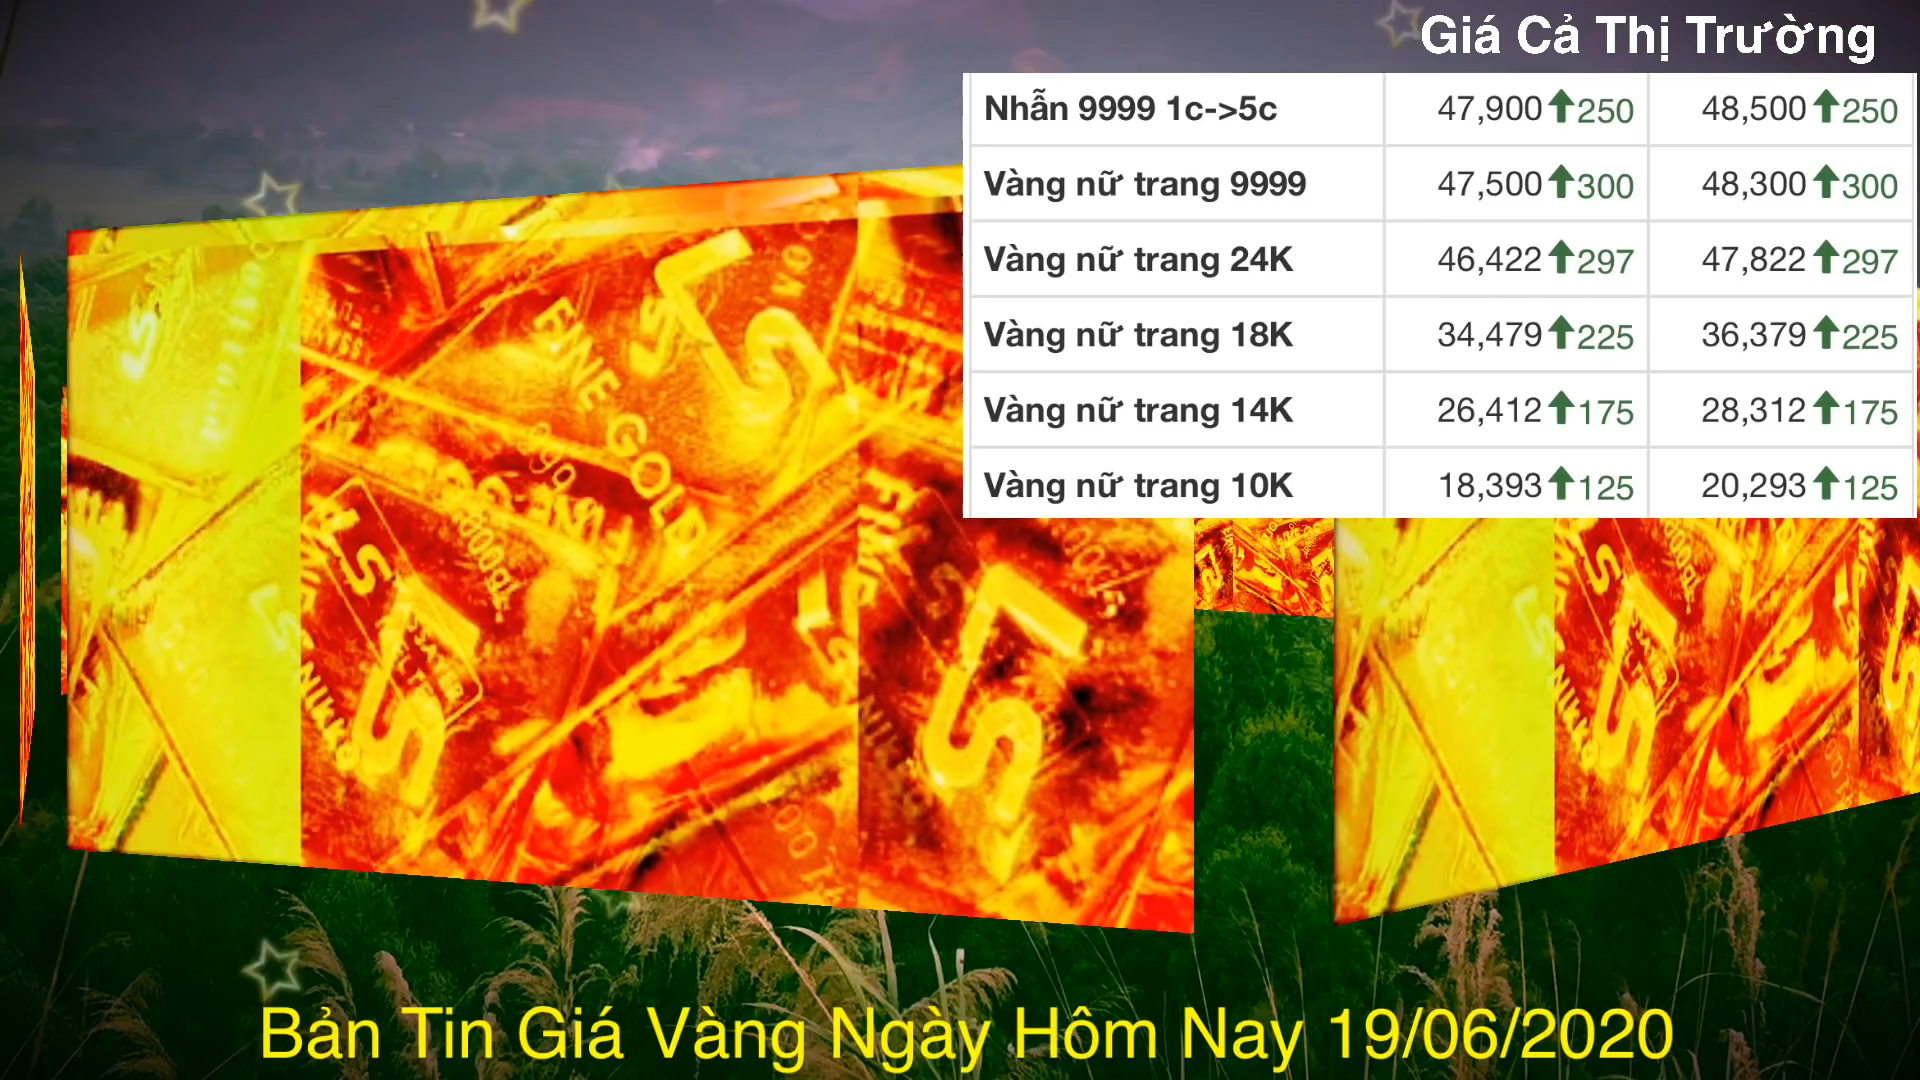 Giá Cả Thị Trường
Nhẫn 9999 1c->5c 47,900 ⬆250 48,500 ⬆250
Vàng nữ trang 9999 47,500 ⬆300 48,300 ⬆300
Vàng nữ trang 24K 46,422 ⬆297 47,822 ⬆297
Vàng nữ trang 18K 34,479 ⬆225 36,379 ⬆225
Vàng nữ trang 14K 26,412 ⬆175 28,312 ⬆175
Vàng nữ trang 10K 18,393 ⬆125 20,293 ⬆125
FINE GOLD
Bản Tin Giá Vàng Ngày Hôm Nay 19/06/2020